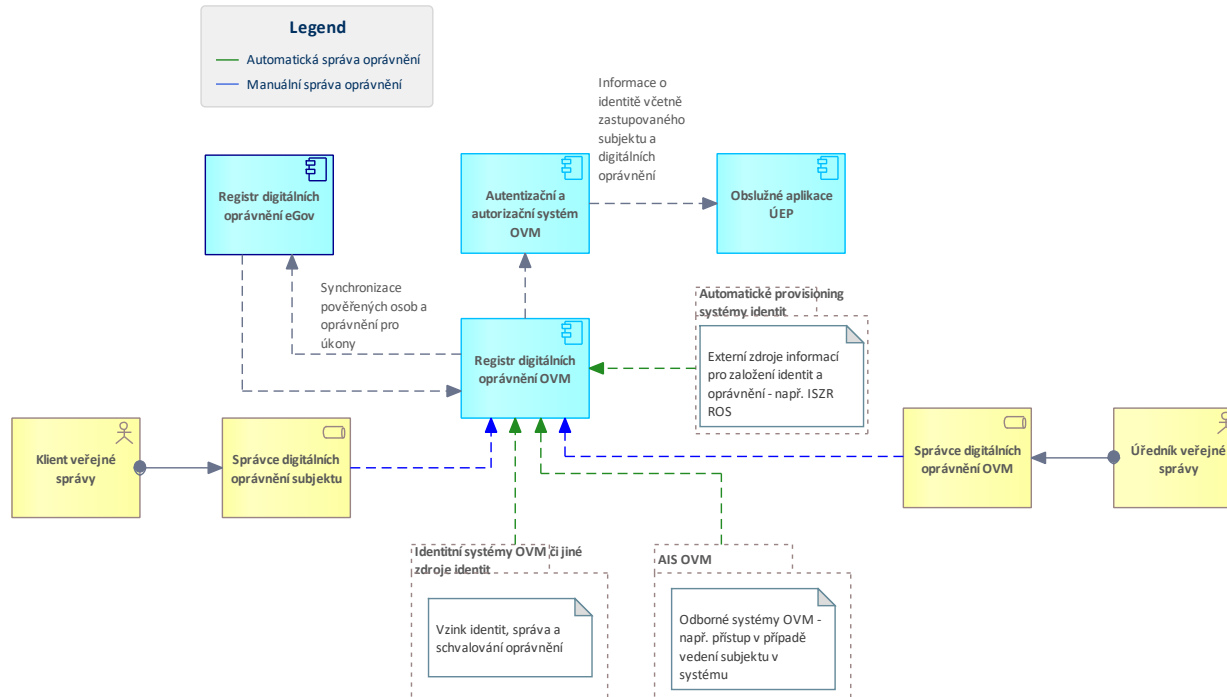 Legend
Automatická správa oprávnění
Manuální správa oprávnění
Informace o
identitě včetně
zastupovaného
subjektu a
digitálních
oprávnění
Registr digitálních
oprávnění eGov
Autentizační a
autorizační systém
OVM
Obslužné aplikace
ÚEP
Synchronizace
pověřených osob a
oprávnění pro
úkony
Automatické provisioning
systémy identit
Registr digitálních
oprávnění OVM
Externí zdroje informací
pro založení identit a
oprávnění - např. ISZR
ROS
Klient veřejné
správy
Správce digitálních
oprávnění subjektu
Správce digitálních
oprávnění OVM
Úředník veřejné
správy
Identitní systémy OVM či jiné
zdroje identit
AIS OVM
Vzink identit, správa a
schvalování oprávnění
Odborné systémy OVM -
např. přístup v případě
vedení subjektu v
systému